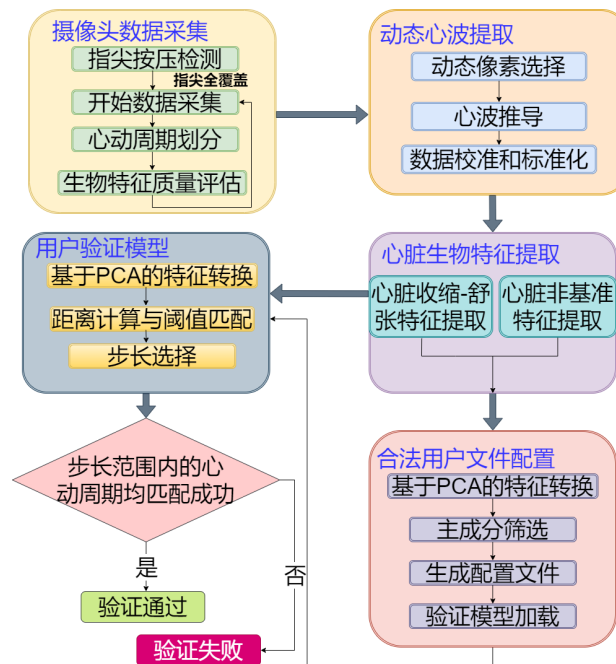 摄像头数据采集
指尖按压检测
指尖全覆盖
开始数据采集
心动周期划分
生物特征质量评估
动态心波提取
动态像素选择
心波推导
数据校准和标准化
心脏生物特征提取
心脏收缩-舒
张特征提取
心脏非基准
特征提取
用户验证模型
基于PCA的特征转换
距离计算与阈值匹配
步长选择
步长范围内的心
动周期均匹配成功
是
否
验证通过
验证失败
合法用户文件配置
基于PCA的特征转换
主成分筛选
生成配置文件
验证模型加载